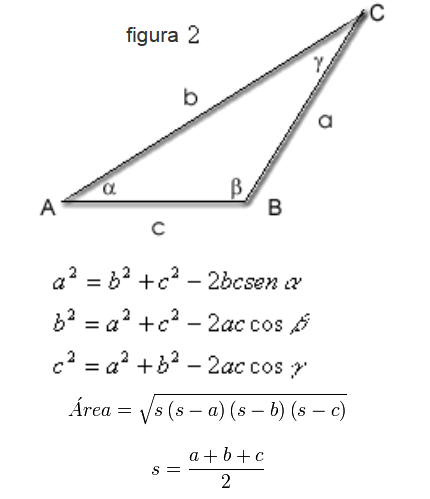 figura 2
C
γ
b
a
α
β
A
B
c
a² = b² + c² − 2bcsen α
b² = a² + c² − 2ac cos β
c² = a² + b² − 2ac cos γ
Área = √(s (s − a) (s − b) (s − c))
s = (a + b + c)/2